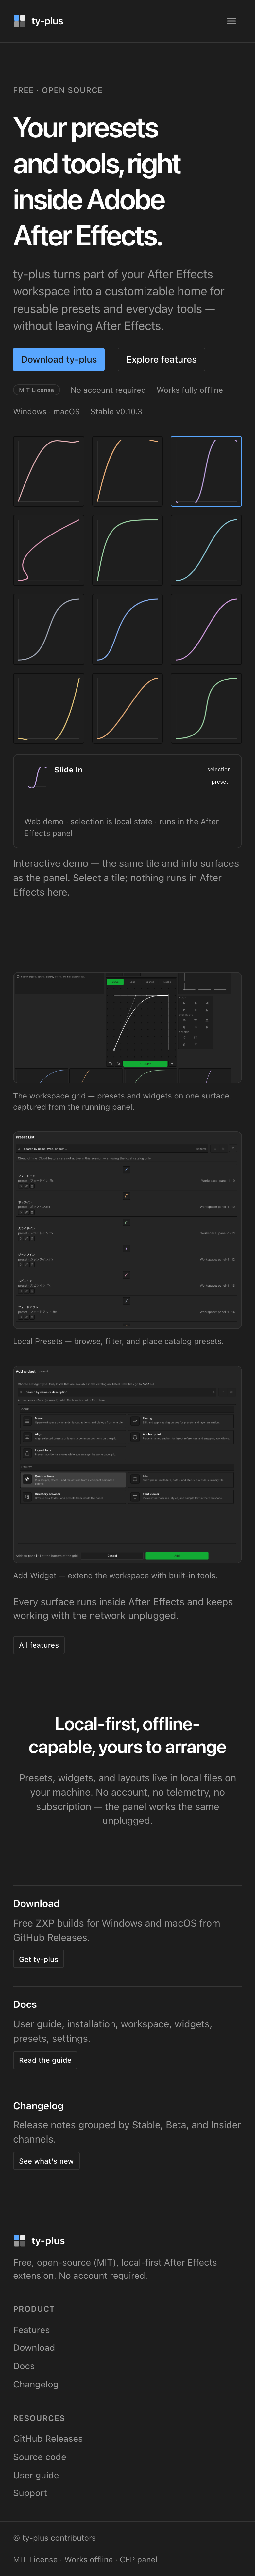 ty-plus
FREE · OPEN SOURCE
Your presets
and tools, right
inside Adobe
After Effects.
ty-plus turns part of your After Effects
workspace into a customizable home for
reusable presets and everyday tools —
without leaving After Effects.
Download ty-plus
Explore features
MIT License
No account required
Works fully offline
Windows · macOS
Stable v0.10.3
Slide In
selection
preset
Web demo · selection is local state · runs in the After
Effects panel
Interactive demo — the same tile and info surfaces
as the panel. Select a tile; nothing runs in After
Effects here.
The workspace grid — presets and widgets on one surface,
captured from the running panel.
Preset List
Local Presets — browse, filter, and place catalog presets.
Add widget
Search by name or description...
Cancel
Add Widget — extend the workspace with built-in tools.
Every surface runs inside After Effects and keeps
working with the network unplugged.
All features
Local-first, offline-
capable, yours to arrange
Presets, widgets, and layouts live in local files on
your machine. No account, no telemetry, no
subscription — the panel works the same
unplugged.
Download
Free ZXP builds for Windows and macOS from
GitHub Releases.
Get ty-plus
Docs
User guide, installation, workspace, widgets,
presets, settings.
Read the guide
Changelog
Release notes grouped by Stable, Beta, and Insider
channels.
See what's new
ty-plus
Free, open-source (MIT), local-first After Effects
extension. No account required.
PRODUCT
Features
Download
Docs
Changelog
RESOURCES
GitHub Releases
Source code
User guide
Support
© ty-plus contributors
MIT License · Works offline · CEP panel